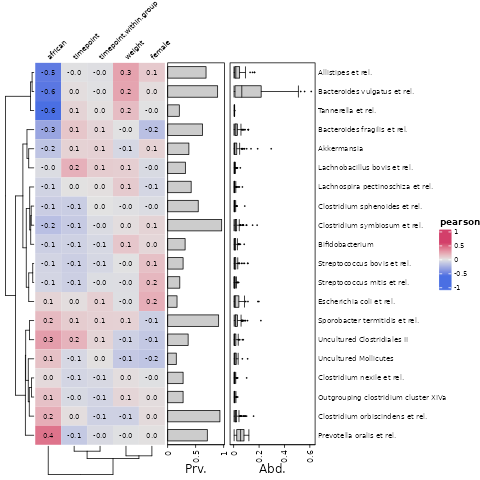 african timepoint timepoint.within.group weight female
-0.5 -0.0 -0.0 0.3 0.1 Allistipes et rel.
-0.6 0.0 -0.0 0.2 0.0 Bacteroides vulgatus et rel.
-0.6 0.1 0.0 0.2 -0.0 Tannerella et rel.
-0.3 0.1 0.1 -0.0 -0.2 Bacteroides fragilis et rel.
-0.2 0.1 0.1 -0.1 0.1 Akkermansia
-0.0 0.2 0.1 0.1 -0.0 Lachnobacillus bovis et rel.
-0.1 0.0 0.0 0.1 -0.1 Lachnospira pectinoschiza et rel.
-0.1 -0.1 -0.0 -0.0 -0.0 Clostridium sphenoides et rel.
-0.2 -0.1 -0.0 0.0 0.1 Clostridium symbiosum et rel.
-0.1 -0.1 -0.1 0.1 0.0 Bifidobacterium
-0.1 -0.1 -0.1 -0.0 0.1 Streptococcus bovis et rel.
-0.1 -0.1 -0.0 -0.0 0.2 Streptococcus mitis et rel.
0.1 0.0 0.1 -0.0 0.2 Escherichia coli et rel.
0.2 0.1 0.1 0.1 -0.1 Sporobacter termitidis et rel.
0.3 0.2 0.1 -0.1 -0.1 Uncultured Clostridiales II
0.1 -0.1 0.0 -0.1 -0.2 Uncultured Mollicutes
0.0 -0.1 -0.1 0.0 -0.0 Clostridium nexile et rel.
0.1 -0.0 -0.1 0.1 0.0 Outgrouping clostridium cluster XIVa
0.2 0.0 -0.1 -0.1 0.0 Clostridium orbiscindens et rel.
0.4 -0.1 -0.0 -0.0 0.0 Prevotella oralis et rel.
0 0.5 1
Prv.
0 0.2 0.4 0.6
Abd.
pearson
1
0.5
0
-0.5
-1